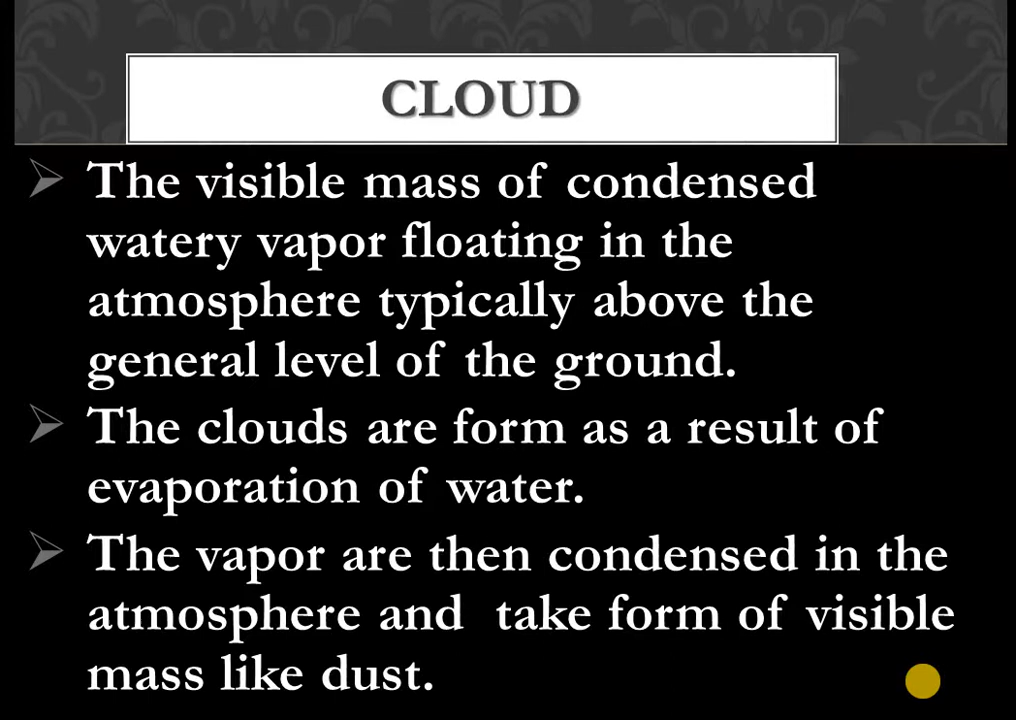 CLOUD
The visible mass of condensed
watery vapor floating in the
atmosphere typically above the
general level of the ground.
The clouds are form as a result of
evaporation of water.
The vapor are then condensed in the
atmosphere and take form of visible
mass like dust.